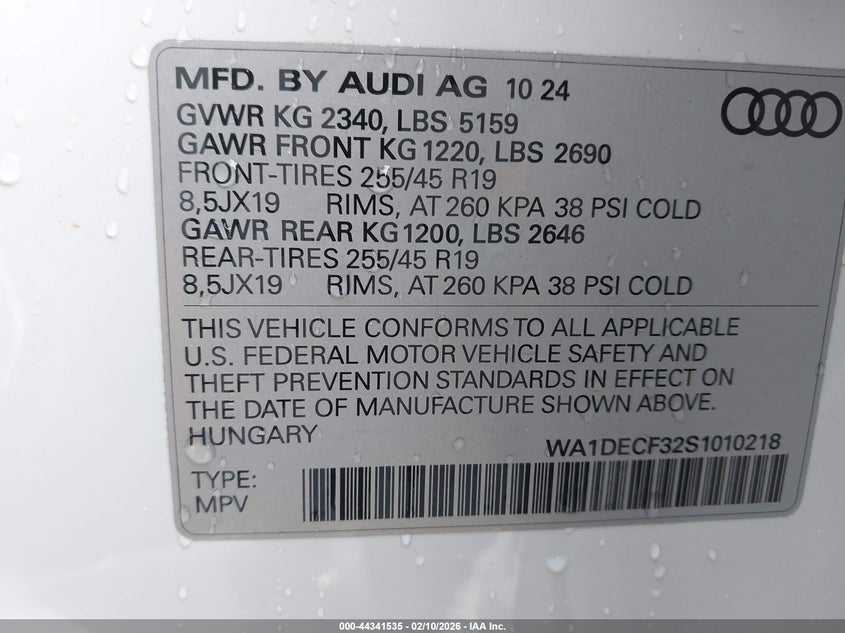 MFD. BY AUDI AG 10 24
GVWR KG 2340, LBS 5159
GAWR FRONT KG 1220, LBS 2690
FRONT-TIRES 255/45 R19
8,5JX19 RIMS, AT 260 KPA 38 PSI COLD
GAWR REAR KG 1200, LBS 2646
REAR-TIRES 255/45 R19
8,5JX19 RIMS, AT 260 KPA 38 PSI COLD
THIS VEHICLE CONFORMS TO ALL APPLICABLE
U.S. FEDERAL MOTOR VEHICLE SAFETY AND
THEFT PREVENTION STANDARDS IN EFFECT ON
THE DATE OF MANUFACTURE SHOWN ABOVE.
HUNGARY
WA1DECF32S1010218
TYPE:
MPV
000-44341535 - 02/10/2026 - IAA Inc.